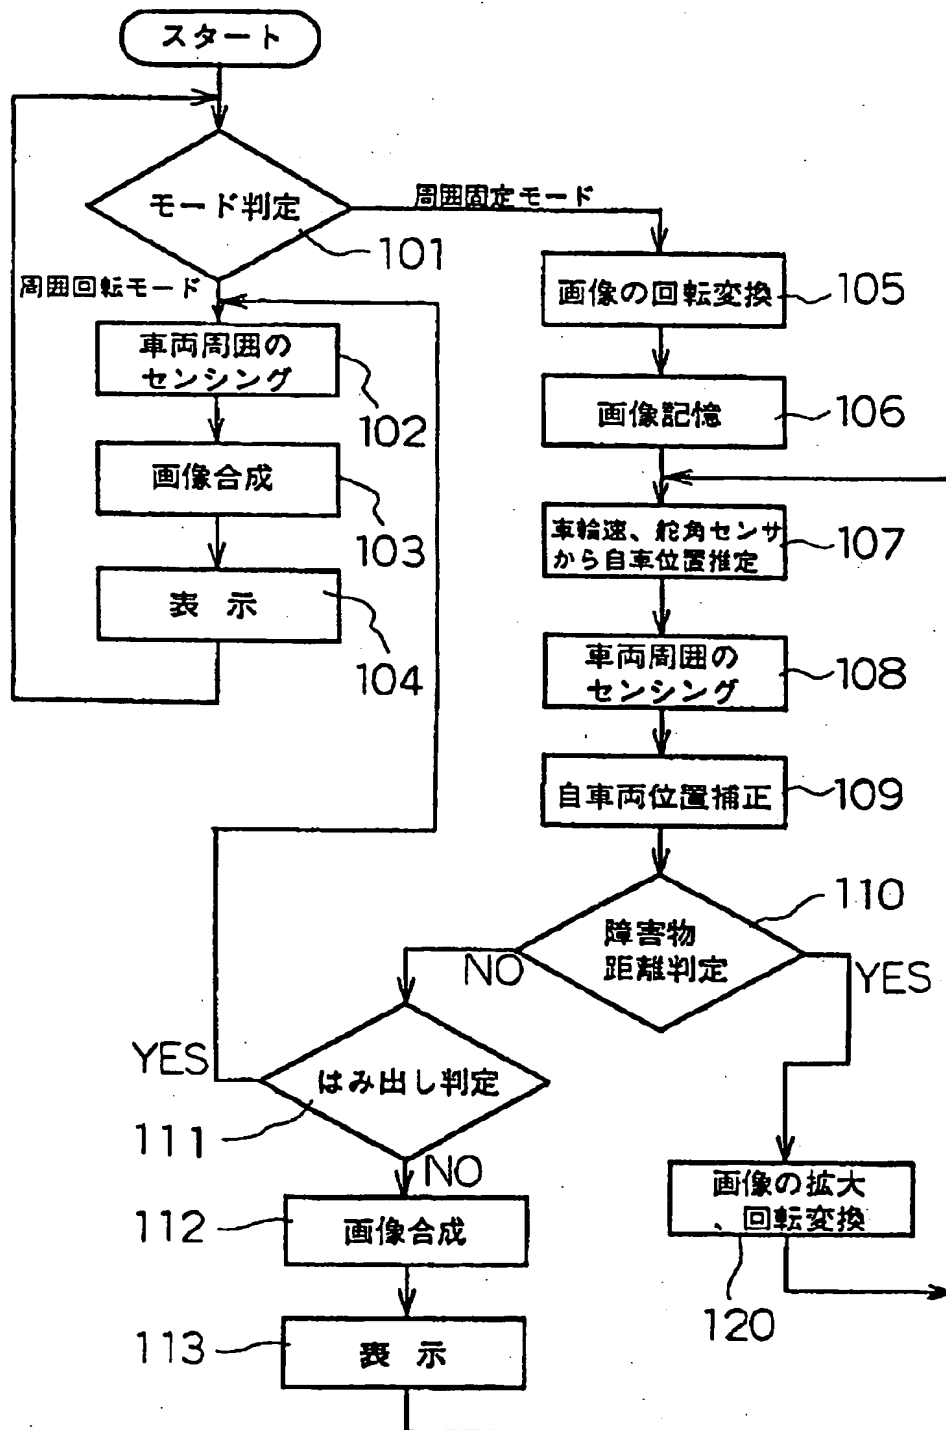 スタート
モード判定
101
周囲固定モード
周囲回転モード
画像の回転変換
105
車両周囲の
センシング
102
画像記憶
106
画像合成
103
車輪速、舵角センサ
から自車位置推定
107
表 示
104
車両周囲の
センシング
108
自車両位置補正
109
障害物
距離判定
110
NO
YES
はみ出し判定
YES
111
NO
画像の拡大
、回転変換
120
112
画像合成
113
表 示